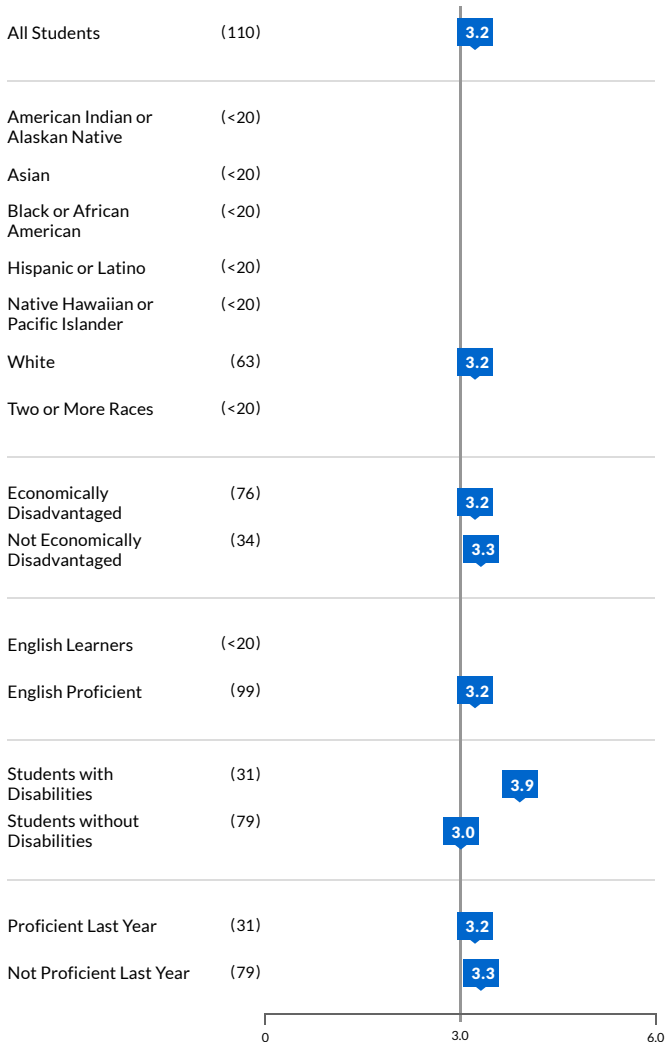 All Students (110) 3.2
American Indian or (<20)
Alaskan Native
Asian (<20)
Black or African (<20)
American
Hispanic or Latino (<20)
Native Hawaiian or (<20)
Pacific Islander
White (63) 3.2
Two or More Races (<20)
Economically (76) 3.2
Disadvantaged
Not Economically (34) 3.3
Disadvantaged
English Learners (<20)
English Proficient (99) 3.2
Students with (31) 3.9
Disabilities
Students without (79) 3.0
Disabilities
Proficient Last Year (31) 3.2
Not Proficient Last Year (79) 3.3
0 3.0 6.0